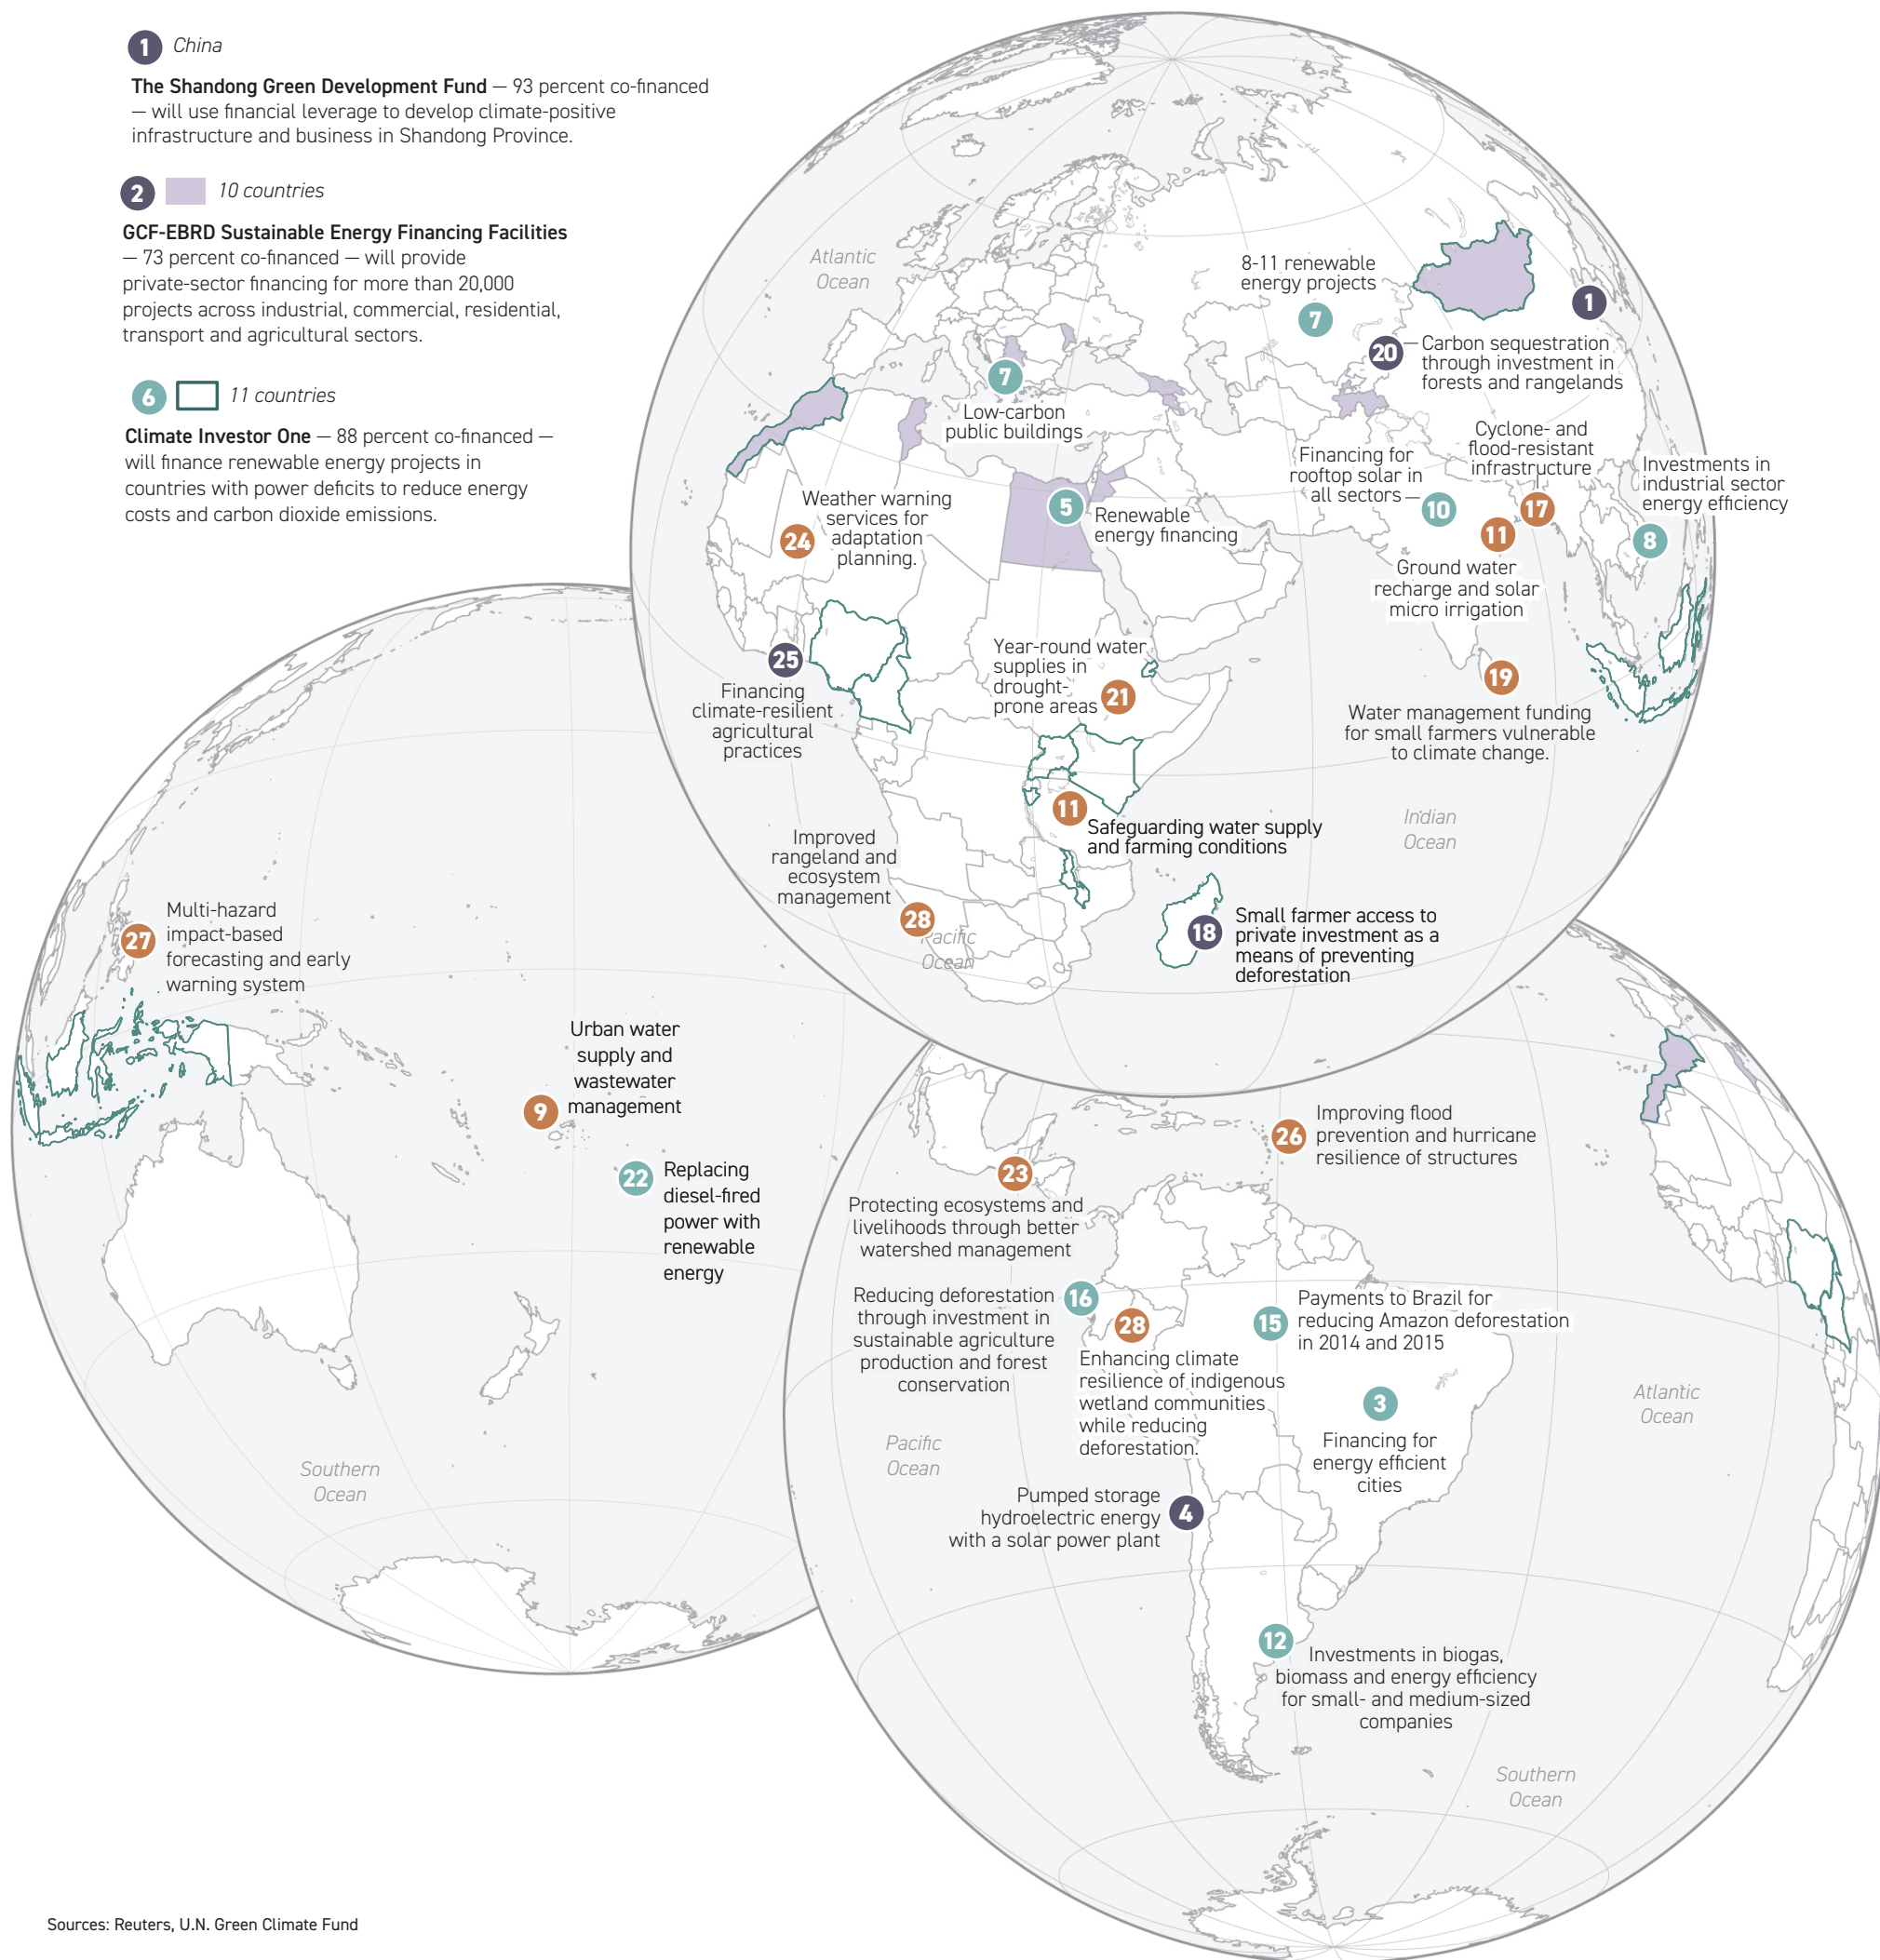 1 China
The Shandong Green Development Fund — 93 percent co-financed
— will use financial leverage to develop climate-positive
infrastructure and business in Shandong Province.
2 10 countries
GCF-EBRD Sustainable Energy Financing Facilities
— 73 percent co-financed — will provide
private-sector financing for more than 20,000
projects across industrial, commercial, residential,
transport and agricultural sectors.
6 11 countries
Climate Investor One — 88 percent co-financed —
will finance renewable energy projects in
countries with power deficits to reduce energy
costs and carbon dioxide emissions.
Atlantic
Ocean
8-11 renewable
energy projects
7
1
20
Carbon sequestration
through investment in
forests and rangelands
7
Low-carbon
public buildings
Financing for
rooftop solar in
all sectors
10
Cyclone- and
flood-resistant
infrastructure
17
Investments in
industrial sector
energy efficiency
8
Weather warning
services for
adaptation
planning.
24
5
Renewable
energy financing
11
Ground water
recharge and solar
micro irrigation
25
Financing
climate-resilient
agricultural
practices
Year-round water
supplies in
drought-
prone areas
21
19
Water management funding
for small farmers vulnerable
to climate change.
11
Safeguarding water supply
and farming conditions
Indian
Ocean
Improved
rangeland and
ecosystem
management
28
Pacific
Ocean
18
Small farmer access to
private investment as a
means of preventing
deforestation
27
Multi-hazard
impact-based
forecasting and early
warning system
Urban water
supply and
wastewater
management
9
22
Replacing
diesel-fired
power with
renewable
energy
Southern
Ocean
26
Improving flood
prevention and hurricane
resilience of structures
23
Protecting ecosystems and
livelihoods through better
watershed management
Reducing deforestation
through investment in
sustainable agriculture
production and forest
conservation
16
28
Enhancing climate
resilience of indigenous
wetland communities
while reducing
deforestation.
15
Payments to Brazil for
reducing Amazon deforestation
in 2014 and 2015
3
Financing for
energy efficient
cities
Atlantic
Ocean
Pacific
Ocean
Pumped storage
hydroelectric energy
with a solar power plant
4
12
Investments in biogas,
biomass and energy efficiency
for small- and medium-sized
companies
Southern
Ocean
Sources: Reuters, U.N. Green Climate Fund